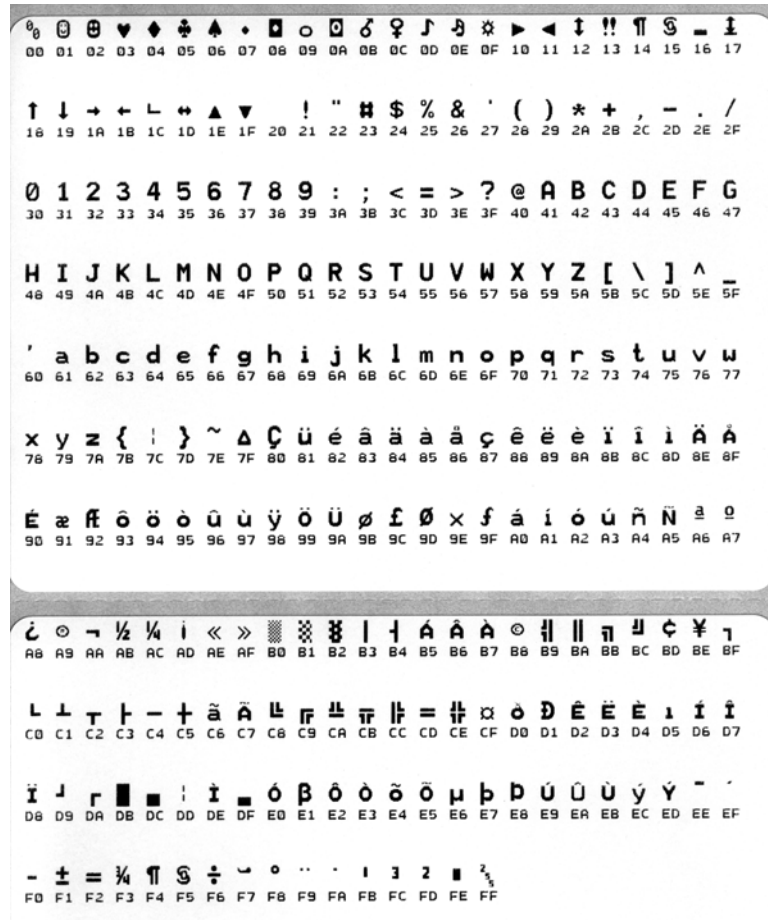 ⁰⁰ ☺ ☻ ♥ ♦ ♣ ♠ • ◘ ○ ◙ ♂ ♀ ♪ ♫ ☼ ► ◄ ↕ ‼ ¶ § ▬ ↨
00 01 02 03 04 05 06 07 08 09 0A 0B 0C 0D 0E 0F 10 11 12 13 14 15 16 17
↑ ↓ → ← ∟ ↔ ▲ ▼ ! " # $ % & ' ( ) * + , - . /
18 19 1A 1B 1C 1D 1E 1F 20 21 22 23 24 25 26 27 28 29 2A 2B 2C 2D 2E 2F
0 1 2 3 4 5 6 7 8 9 : ; < = > ? @ A B C D E F G
30 31 32 33 34 35 36 37 38 39 3A 3B 3C 3D 3E 3F 40 41 42 43 44 45 46 47
H I J K L M N O P Q R S T U V W X Y Z [ \ ] ^ _
48 49 4A 4B 4C 4D 4E 4F 50 51 52 53 54 55 56 57 58 59 5A 5B 5C 5D 5E 5F
' a b c d e f g h i j k l m n o p q r s t u v w
60 61 62 63 64 65 66 67 68 69 6A 6B 6C 6D 6E 6F 70 71 72 73 74 75 76 77
x y z { ¦ } ~ ∆ Ç ü é â ä à å ç ê ë è ï î ì Ä Å
78 79 7A 7B 7C 7D 7E 7F 80 81 82 83 84 85 86 87 88 89 8A 8B 8C 8D 8E 8F
É æ Æ ô ö ò û ù ÿ Ö Ü ø £ Ø × ƒ á í ó ú ñ Ñ ª º
90 91 92 93 94 95 96 97 98 99 9A 9B 9C 9D 9E 9F A0 A1 A2 A3 A4 A5 A6 A7
¿ ® ¬ ½ ¼ ¡ « » ░ ▒ ▓ │ ┤ Á Â À © ╣ ║ ╗ ╝ ¢ ¥ ┐
A8 A9 AA AB AC AD AE AF B0 B1 B2 B3 B4 B5 B6 B7 B8 B9 BA BB BC BD BE BF
└ ┴ ┬ ├ ─ ┼ ã Ã ╚ ╔ ╩ ╦ ╠ ═ ╬ ¤ ð Ð Ê Ë È ı Í Î
C0 C1 C2 C3 C4 C5 C6 C7 C8 C9 CA CB CC CD CE CF D0 D1 D2 D3 D4 D5 D6 D7
Ï ┘ ┌ █ ▄ ¦ Ì ▬ Ó β Ô Ò õ Õ µ þ Þ Ú Û Ù ý Ý ¯ ´
D8 D9 DA DB DC DD DE DF E0 E1 E2 E3 E4 E5 E6 E7 E8 E9 EA EB EC ED EE EF
- ± = ¾ ¶ § ÷ ¸ ° ¨ · ı 3 2 ■ ²⁵₅
F0 F1 F2 F3 F4 F5 F6 F7 F8 F9 FA FB FC FD FE FF